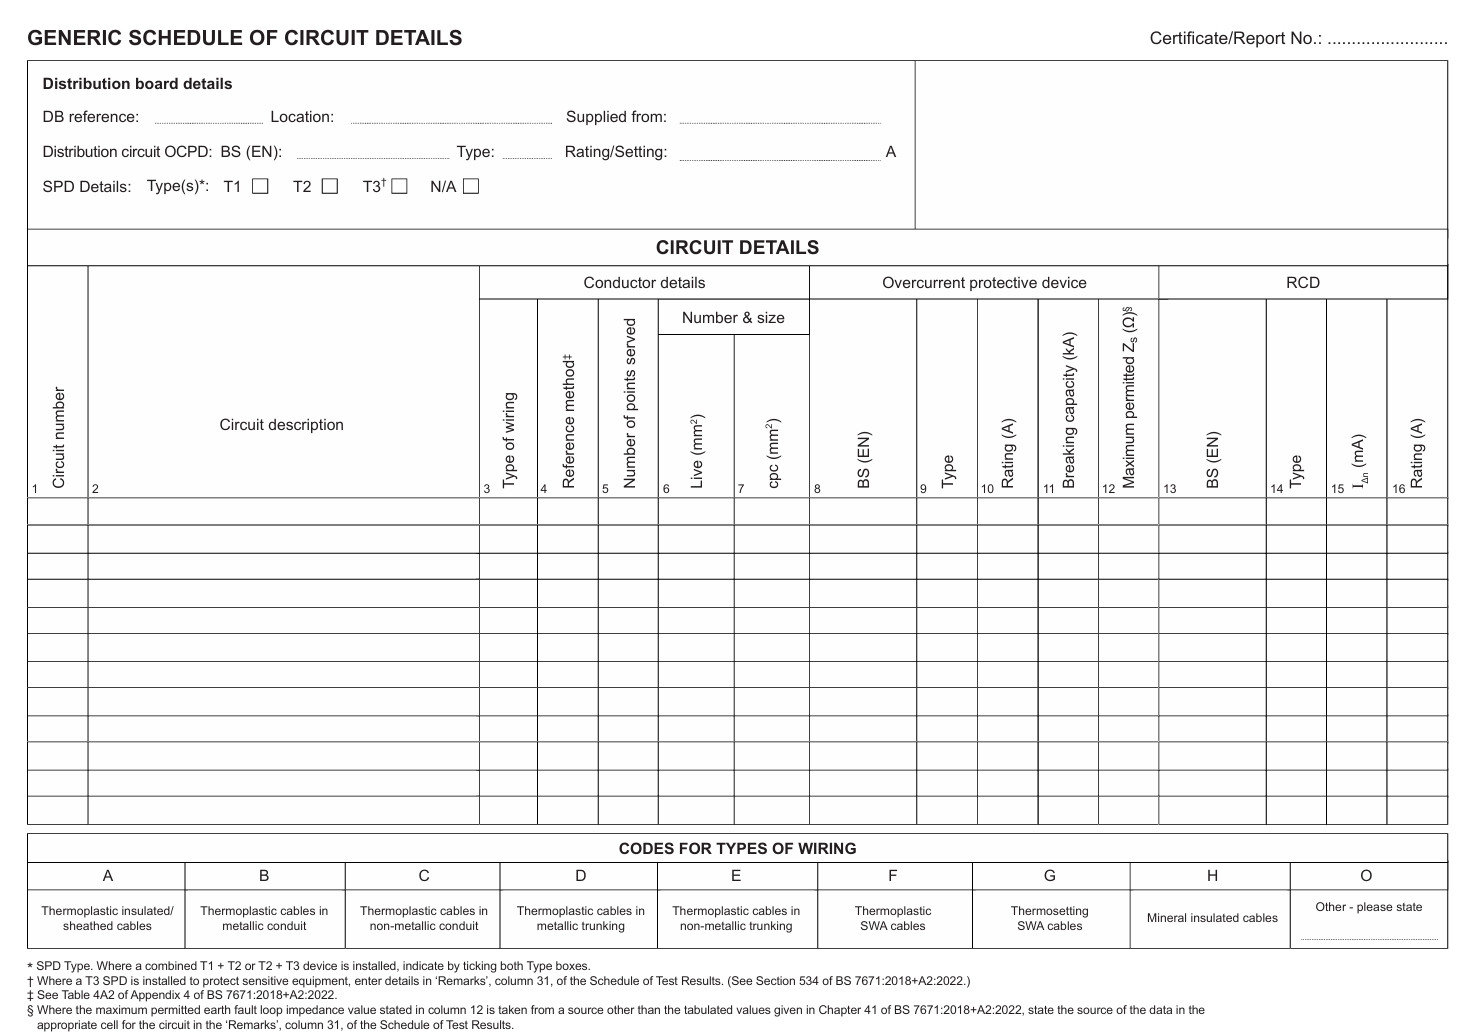 GENERIC SCHEDULE OF CIRCUIT DETAILS
Certificate/Report No.: .........................
Distribution board details
DB reference: Location: Supplied from:
Distribution circuit OCPD: BS (EN): Type: Rating/Setting: A
SPD Details: Type(s)*: T1 T2 T3† N/A
CIRCUIT DETAILS
Conductor details
Overcurrent protective device
RCD
Number & size
1 Circuit number
2 Circuit description
3 Type of wiring
4 Reference method‡
5 Number of points served
6 Live (mm²)
7 cpc (mm²)
8 BS (EN)
9 Type
10 Rating (A)
11 Breaking capacity (kA)
12 Maximum permitted Zs (Ω)§
13 BS (EN)
14 Type
15 IΔn (mA)
16 Rating (A)
CODES FOR TYPES OF WIRING
A B C D E F G H O
Thermoplastic insulated/
sheathed cables
Thermoplastic cables in
metallic conduit
Thermoplastic cables in
non-metallic conduit
Thermoplastic cables in
metallic trunking
Thermoplastic cables in
non-metallic trunking
Thermoplastic
SWA cables
Thermosetting
SWA cables
Mineral insulated cables
Other - please state
* SPD Type. Where a combined T1 + T2 or T2 + T3 device is installed, indicate by ticking both Type boxes.
† Where a T3 SPD is installed to protect sensitive equipment, enter details in ‘Remarks’, column 31, of the Schedule of Test Results. (See Section 534 of BS 7671:2018+A2:2022.)
‡ See Table 4A2 of Appendix 4 of BS 7671:2018+A2:2022.
§ Where the maximum permitted earth fault loop impedance value stated in column 12 is taken from a source other than the tabulated values given in Chapter 41 of BS 7671:2018+A2:2022, state the source of the data in the
appropriate cell for the circuit in the ‘Remarks’, column 31, of the Schedule of Test Results.